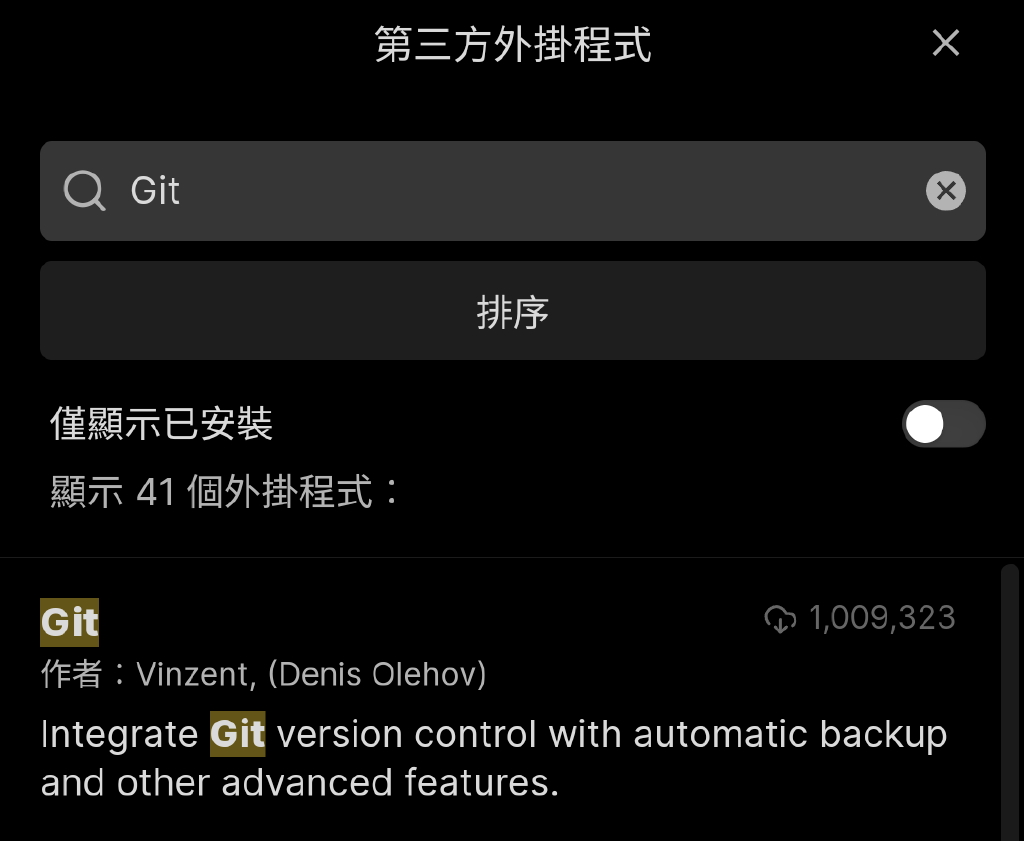 第三方外掛程式
Git
排序
僅顯示已安裝
顯示 41 個外掛程式：
Git
1,009,323
作者：Vinzent, (Denis Olehov)
Integrate Git version control with automatic backup
and other advanced features.